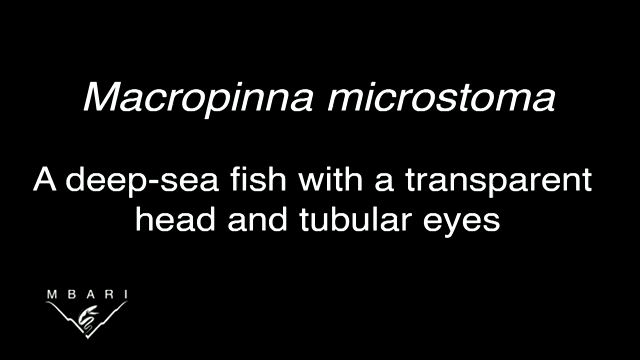 Macropinna microstoma
A deep-sea fish with a transparent
head and tubular eyes
MBARI